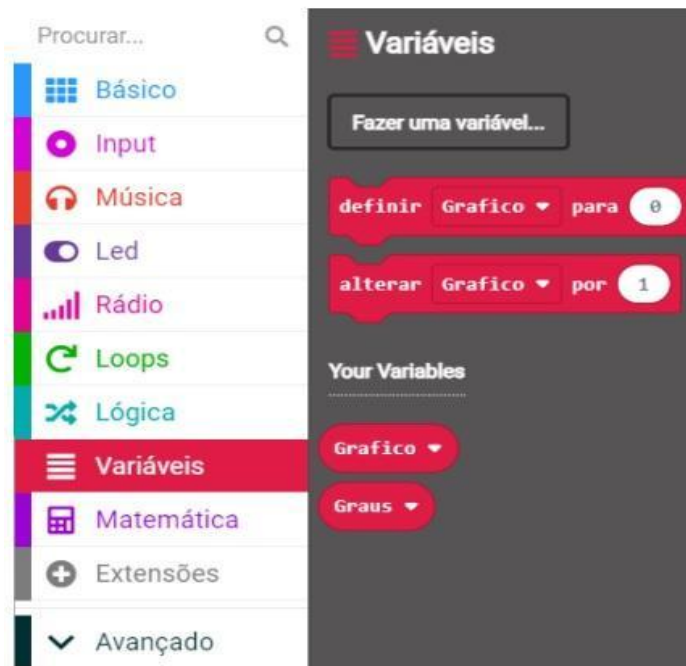 Procurar...
Básico
Input
Música
Led
Rádio
Loops
Lógica
Variáveis
Matemática
Extensões
Avançado
Variáveis
Fazer uma variável...
definir Grafico para 0
alterar Grafico por 1
Your Variables
Grafico
Graus